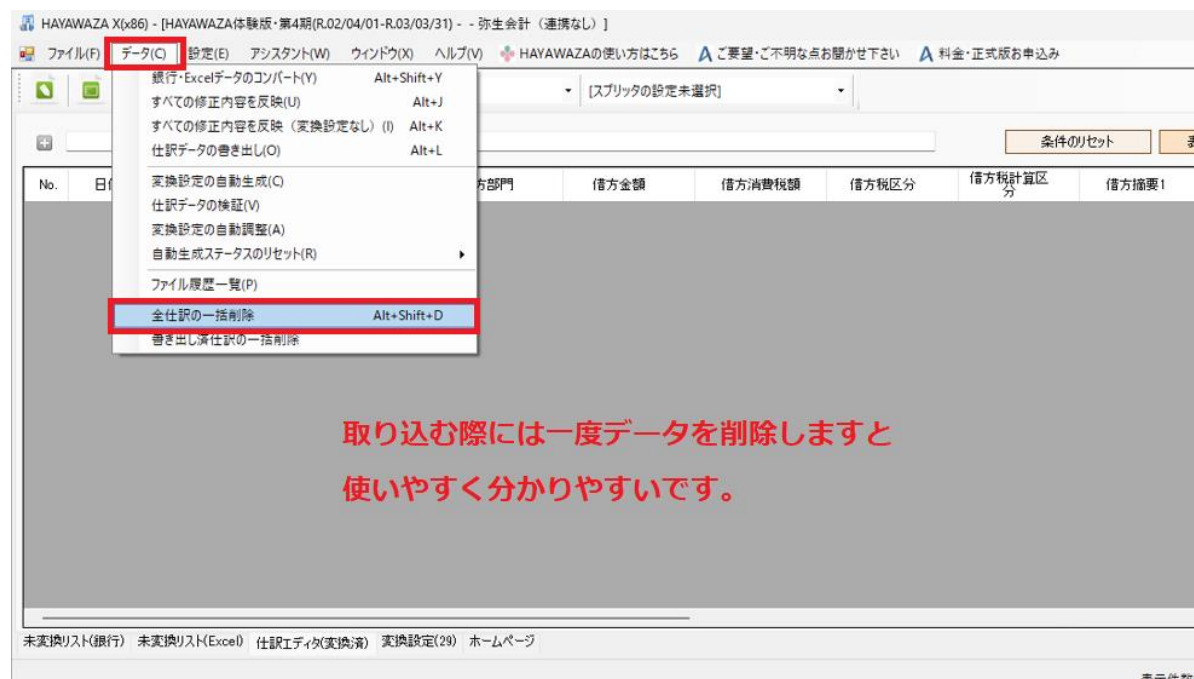 HAYAWAZA X(x86) - [HAYAWAZA体験版・第4期(R.02/04/01-R.03/03/31) - - 弥生会計（連携なし）]
ファイル(F) データ(C) 設定(E) アシスタント(W) ウィンドウ(X) ヘルプ(V) HAYAWAZAの使い方はこちら ご要望・ご不明な点お聞かせ下さい 料金・正式版お申込み
銀行・Excelデータのコンバート(Y) Alt+Shift+Y
[スプリッタの設定未選択]
すべての修正内容を反映(U) Alt+J
すべての修正内容を反映（変換設定なし）(I) Alt+K
条件のリセット
仕訳データの書き出し(O) Alt+L
変換設定の自動生成(C)
No. 方部門 借方金額 借方消費税額 借方税区分 借方税計算区分 借方摘要1
仕訳データの検証(V)
変換設定の自動調整(A)
自動生成ステータスのリセット(R)
ファイル履歴一覧(P)
全仕訳の一括削除 Alt+Shift+D
書き出し済仕訳の一括削除
取り込む際には一度データを削除しますと
使いやすく分かりやすいです。
未変換リスト(銀行) 未変換リスト(Excel) 仕訳エディタ(変換済) 変換設定(29) ホームページ